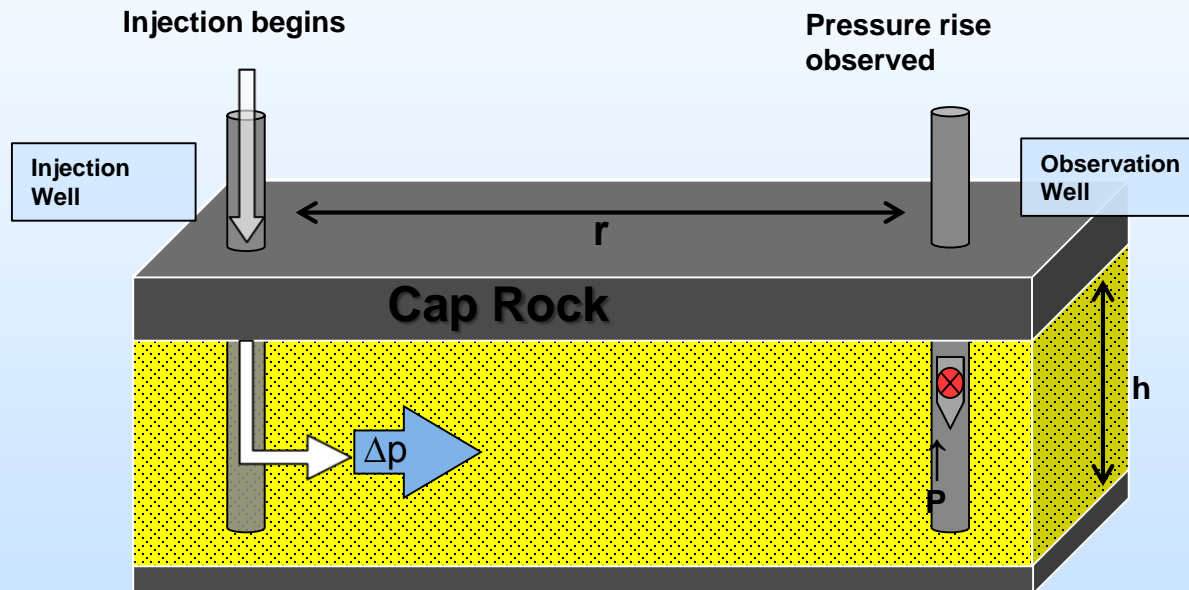 Injection begins
Pressure rise
observed
Injection
Well
Observation
Well
r
Cap Rock
h
Δp
P